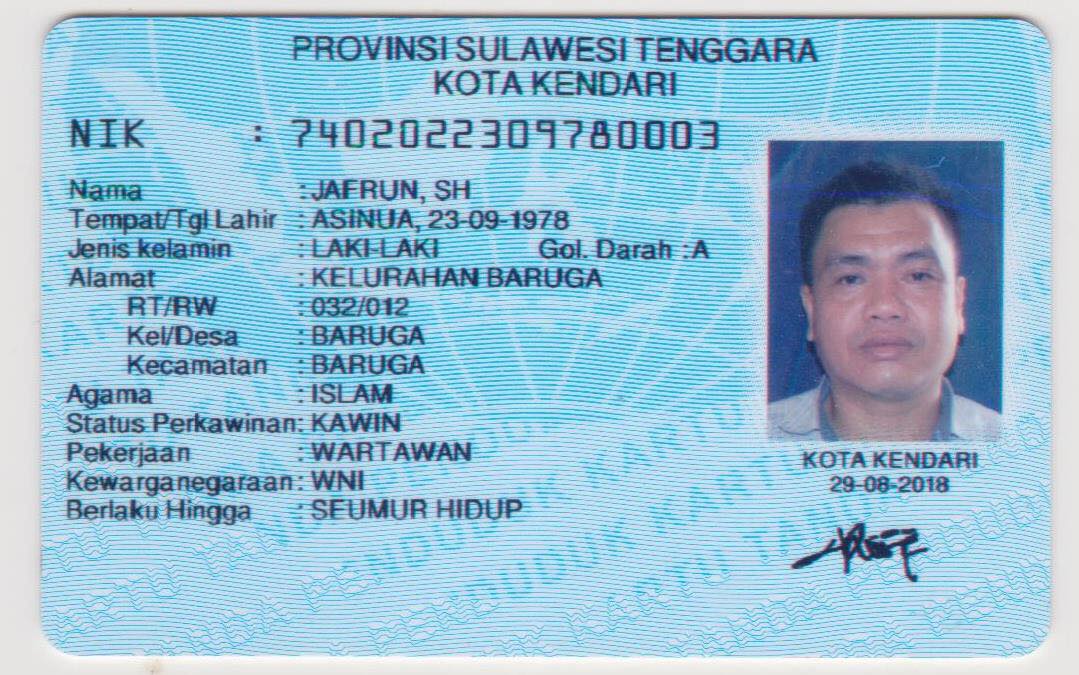 PROVINSI SULAWESI TENGGARA
KOTA KENDARI
NIK : 7402022309780003
Nama : JAFRUN, SH
Tempat/Tgl Lahir : ASINUA, 23-09-1978
Jenis kelamin : LAKI-LAKI Gol. Darah : A
Alamat : KELURAHAN BARUGA
RT/RW : 032/012
Kel/Desa : BARUGA
Kecamatan : BARUGA
Agama : ISLAM
Status Perkawinan: KAWIN
Pekerjaan : WARTAWAN
Kewarganegaraan: WNI
Berlaku Hingga : SEUMUR HIDUP
KOTA KENDARI
29-08-2018